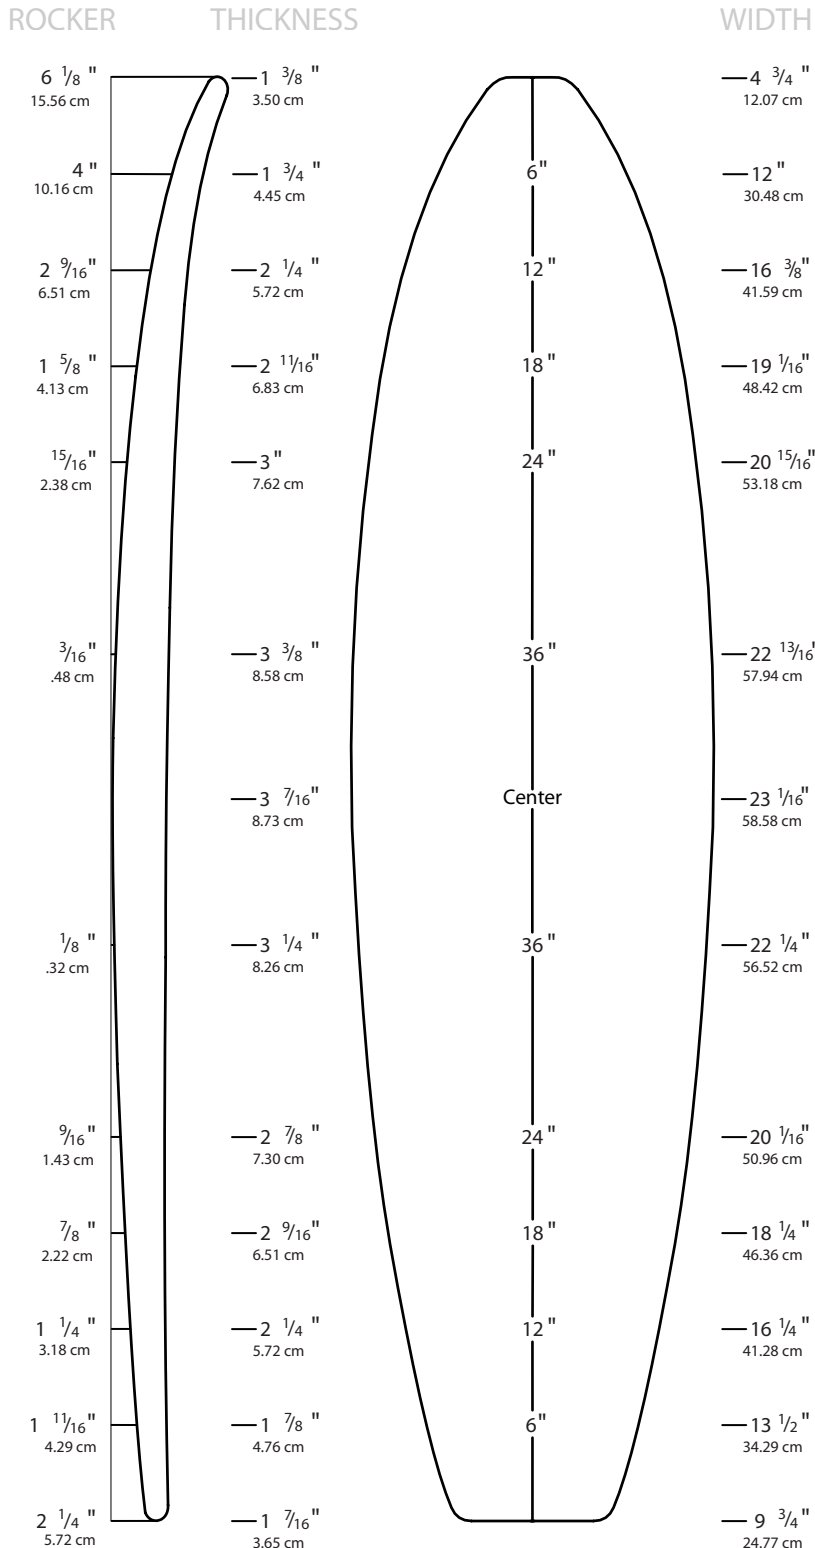 ROCKER THICKNESS WIDTH
6 1/8 " 1 3/8 " 4 3/4 "
15.56 cm 3.50 cm 12.07 cm
4 " 1 3/4 " 6" 12 "
10.16 cm 4.45 cm 30.48 cm
2 9/16 " 2 1/4 " 12 " 16 3/8 "
6.51 cm 5.72 cm 41.59 cm
1 5/8 " 2 11/16" 18 " 19 1/16"
4.13 cm 6.83 cm 48.42 cm
15/16" 3 " 24 " 20 15/16"
2.38 cm 7.62 cm 53.18 cm
3/16 " 3 3/8 " 36 " 22 13/16'
.48 cm 8.58 cm 57.94 cm
3 7/16" Center 23 1/16"
8.73 cm 58.58 cm
1/8 " 3 1/4 " 36 " 22 1/4 "
.32 cm 8.26 cm 56.52 cm
9/16 " 2 7/8 " 24 " 20 1/16"
1.43 cm 7.30 cm 50.96 cm
7/8 " 2 9/16" 18 " 18 1/4 "
2.22 cm 6.51 cm 46.36 cm
1 1/4 " 2 1/4 " 12 " 16 1/4 "
3.18 cm 5.72 cm 41.28 cm
1 11/16" 1 7/8 " 6" 13 1/2 "
4.29 cm 4.76 cm 34.29 cm
2 1/4 " 1 7/16" 9 3/4 "
5.72 cm 3.65 cm 24.77 cm